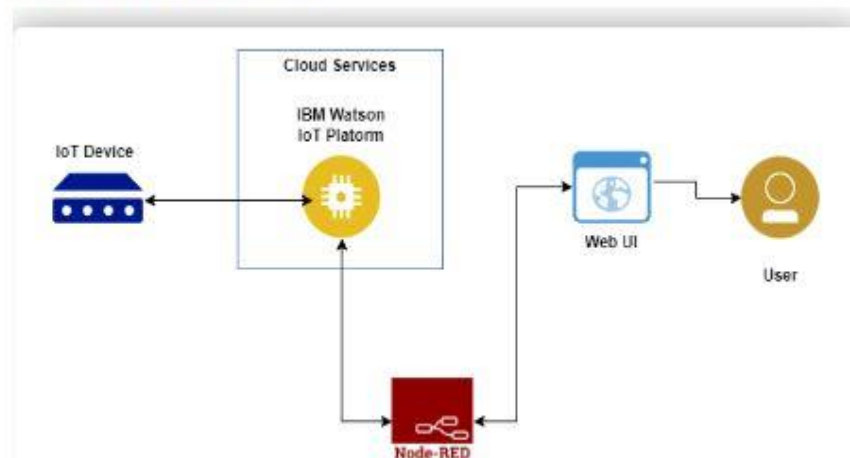 Cloud Services
IBM Watson
IoT Platorm
IoT Device
Web UI
User
Node-RED